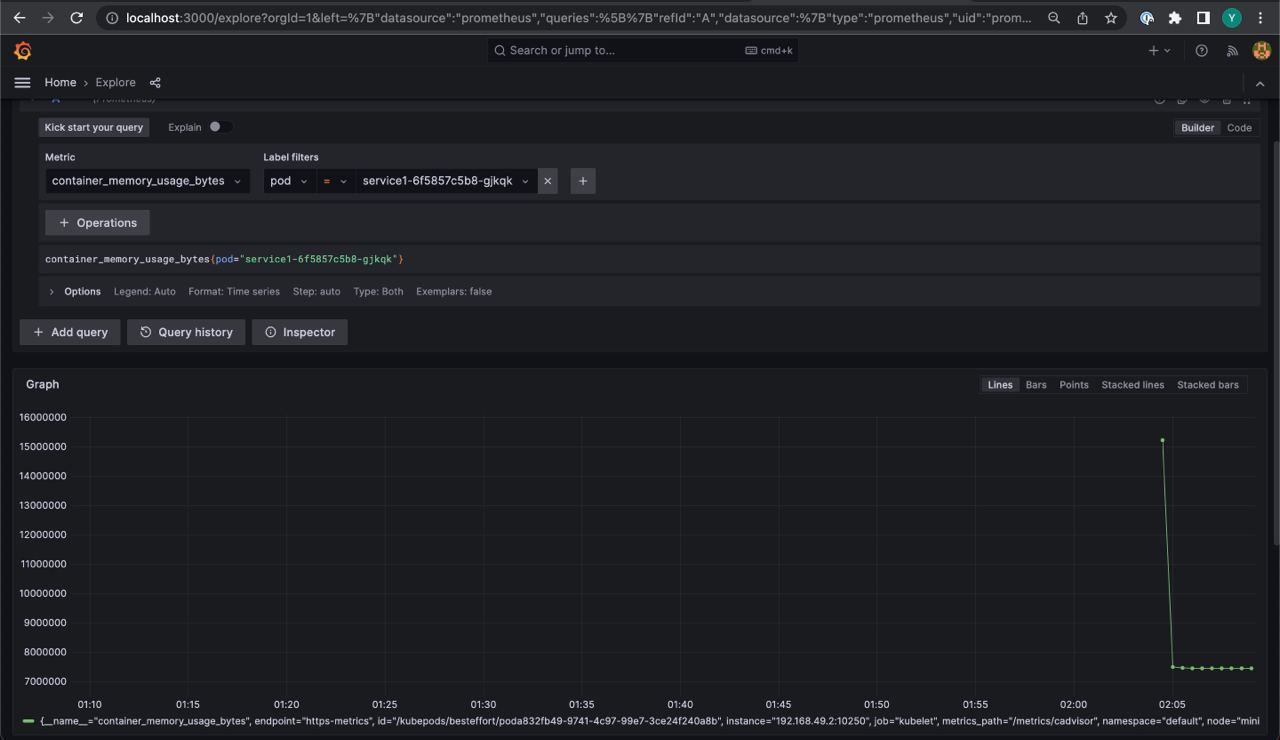 localhost:3000/explore?orgId=1&left=%7B"datasource":"prometheus","queries":%5B%7B"refId":"A","datasource":%7B"type":"prometheus","uid":"prom...
Y
Search or jump to...
cmd+k
Home › Explore
A (Prometheus)
Kick start your query
Explain
Builder
Code
Metric
Label filters
container_memory_usage_bytes
pod
=
service1-6f5857c5b8-gjkqk
×
+
+ Operations
container_memory_usage_bytes{pod="service1-6f5857c5b8-gjkqk"}
› Options Legend: Auto Format: Time series Step: auto Type: Both Exemplars: false
+ Add query
Query history
Inspector
Graph
Lines
Bars
Points
Stacked lines
Stacked bars
16000000
15000000
14000000
13000000
12000000
11000000
10000000
9000000
8000000
7000000
01:10 01:15 01:20 01:25 01:30 01:35 01:40 01:45 01:50 01:55 02:00 02:05
{__name__="container_memory_usage_bytes", endpoint="https-metrics", id="/kubepods/besteffort/poda832fb49-9741-4c97-99e7-3ce24f240a8b", instance="192.168.49.2:10250", job="kubelet", metrics_path="/metrics/cadvisor", namespace="default", node="mini